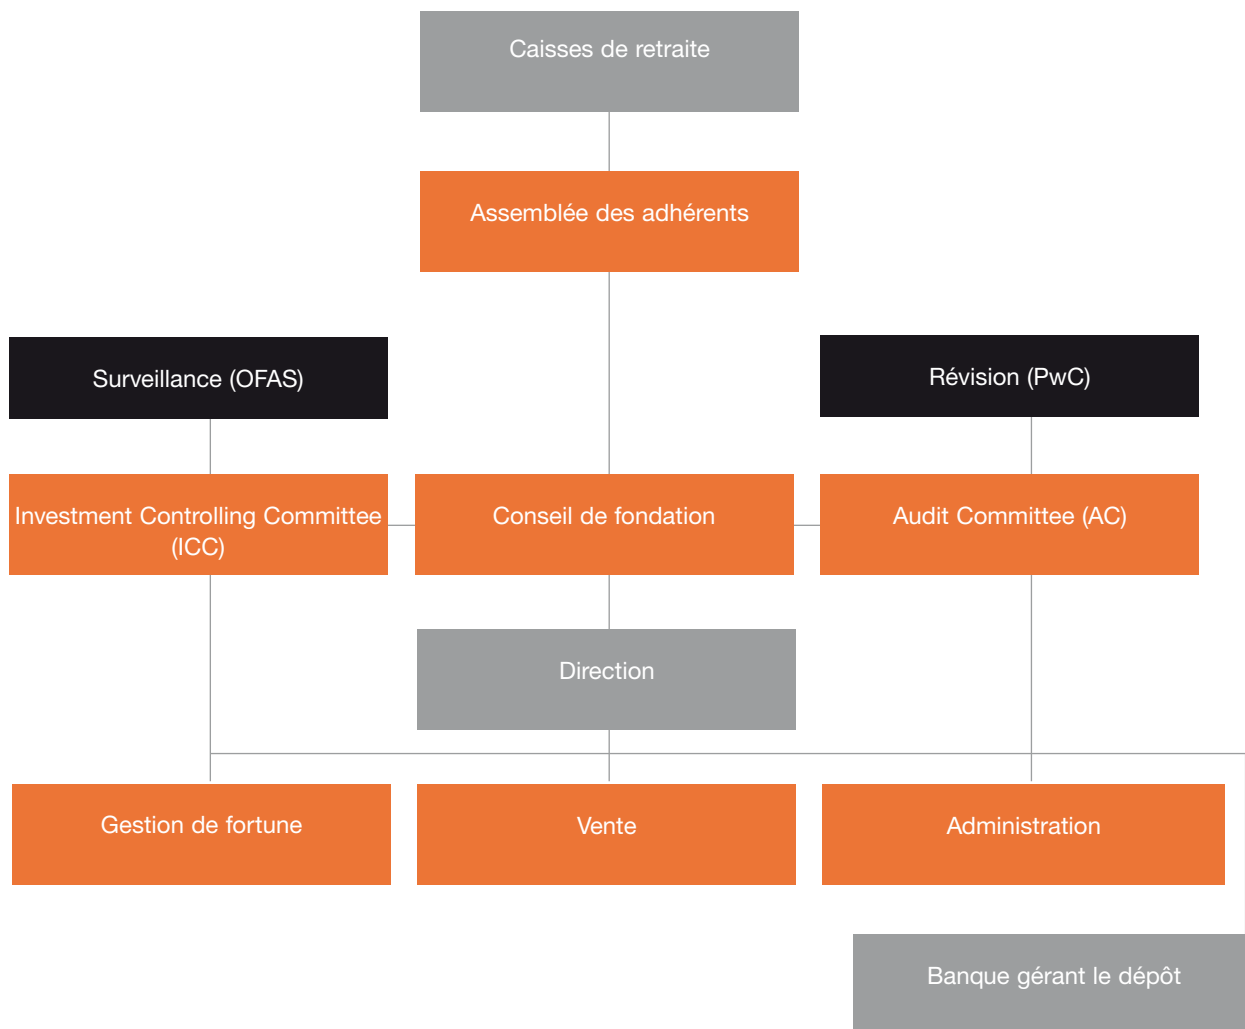 Caisses de retraite
Assemblée des adhérents
Surveillance (OFAS)
Révision (PwC)
Investment Controlling Committee
(ICC)
Conseil de fondation
Audit Committee (AC)
Direction
Gestion de fortune
Vente
Administration
Banque gérant le dépôt